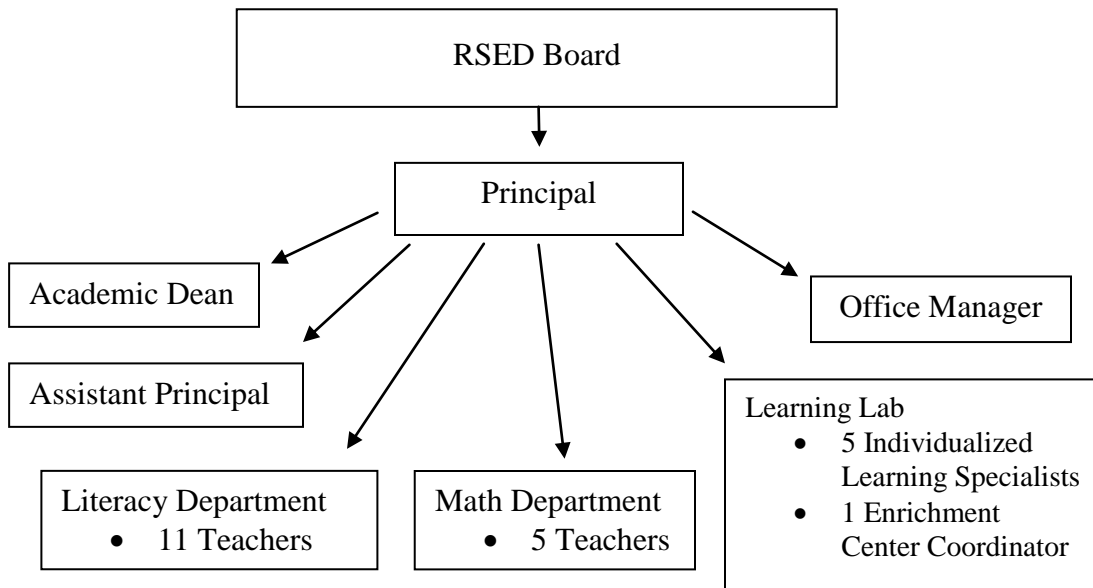 RSED Board
Principal
Academic Dean
Office Manager
Assistant Principal
Learning Lab
• 5 Individualized
Learning Specialists
• 1 Enrichment
Center Coordinator
Literacy Department
• 11 Teachers
Math Department
• 5 Teachers